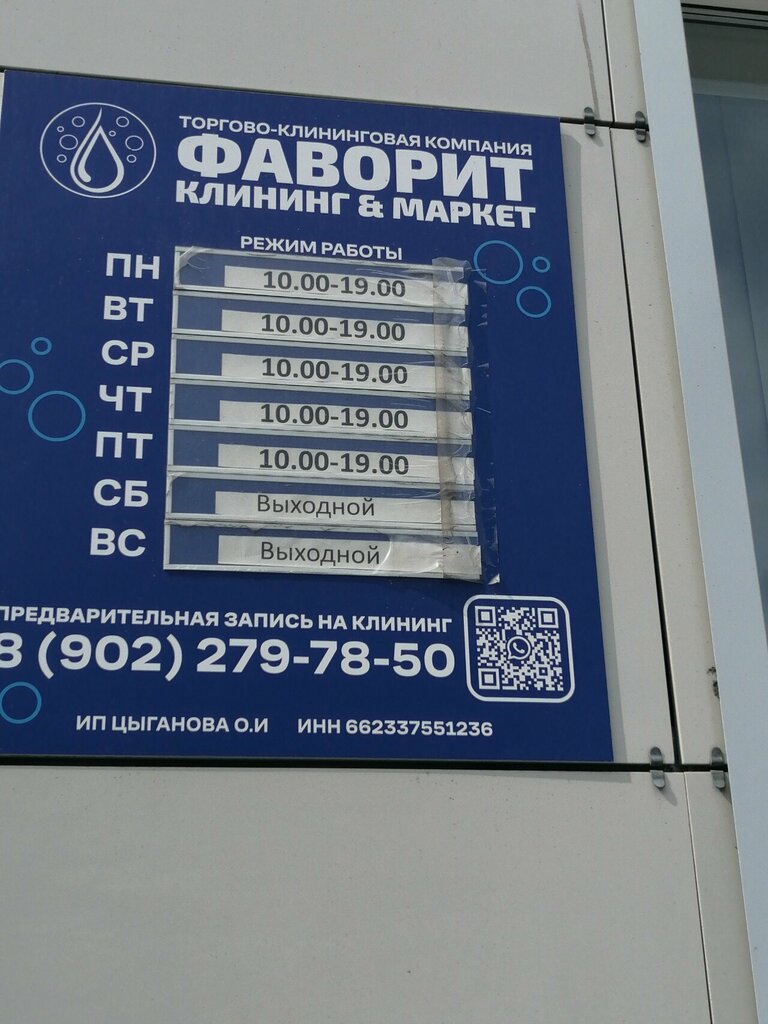 ТОРГОВО-КЛИНИНГОВАЯ КОМПАНИЯ
ФАВОРИТ
КЛИНИНГ & МАРКЕТ
РЕЖИМ РАБОТЫ
ПН 10.00-19.00
ВТ 10.00-19.00
СР 10.00-19.00
ЧТ 10.00-19.00
ПТ 10.00-19.00
СБ Выходной
ВС Выходной
ПРЕДВАРИТЕЛЬНАЯ ЗАПИСЬ НА КЛИНИНГ
8 (902) 279-78-50
ИП ЦЫГАНОВА О.И ИНН 662337551236